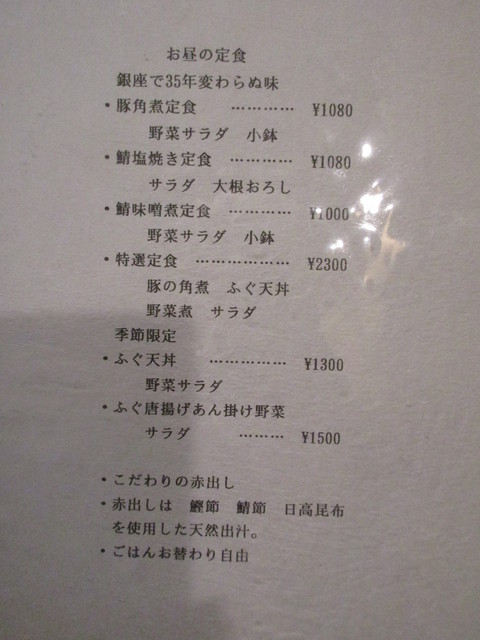 お昼の定食
銀座で35年変わらぬ味
・豚角煮定食 ………… ¥1080
野菜サラダ 小鉢
・鯖塩焼き定食 ………… ¥1080
サラダ 大根おろし
・鯖味噌煮定食 ………… ¥1000
野菜サラダ 小鉢
・特選定食 ……………… ¥2300
豚の角煮 ふぐ天丼
野菜煮 サラダ
季節限定
・ふぐ天丼 …………… ¥1300
野菜サラダ
・ふぐ唐揚げあん掛け野菜
サラダ ……… ¥1500
・こだわりの赤出し
・赤出しは 鰹節 鯖節 日高昆布
を使用した天然出汁。
・ごはんお替わり自由